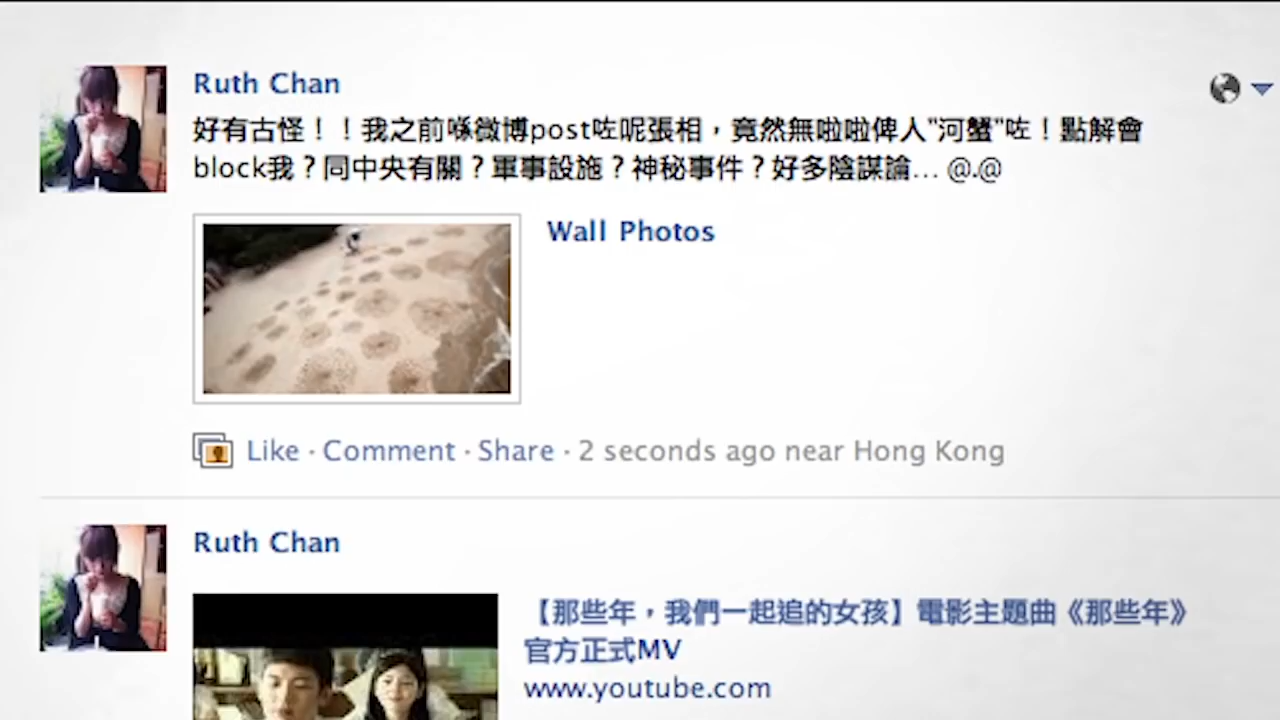 Ruth Chan
好有古怪！！我之前喺微博post咗呢張相，竟然無啦啦俾人"河蟹"咗！點解會
block我？同中央有關？軍事設施？神秘事件？好多陰謀論... @.@
Wall Photos
Like · Comment · Share · 2 seconds ago near Hong Kong
Ruth Chan
【那些年，我們一起追的女孩】電影主題曲《那些年》
官方正式MV
www.youtube.com